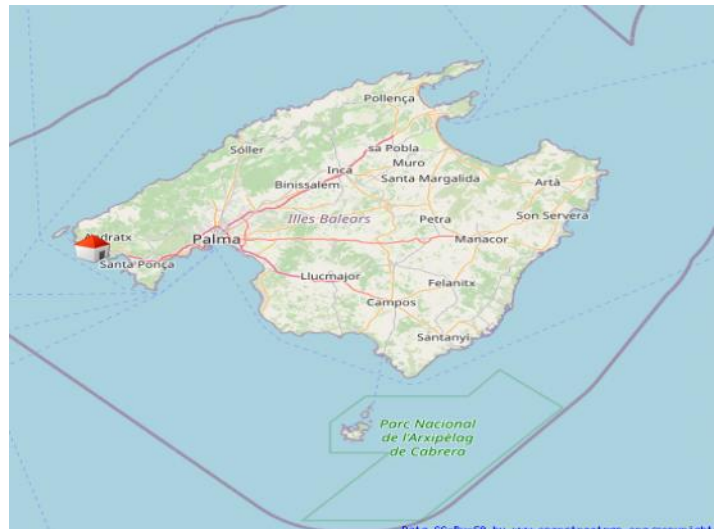 Pollença
sa Pobla
Sóller
Muro
Inca
Santa Margalida
Binissalem
Artà
Illes Balears
Petra
Son Servera
Palma
Manacor
Santa Ponça
Llucmajor
Felanitx
Campos
Santanyí
Parc Nacional
de l'Arxipèlag
de Cabrera